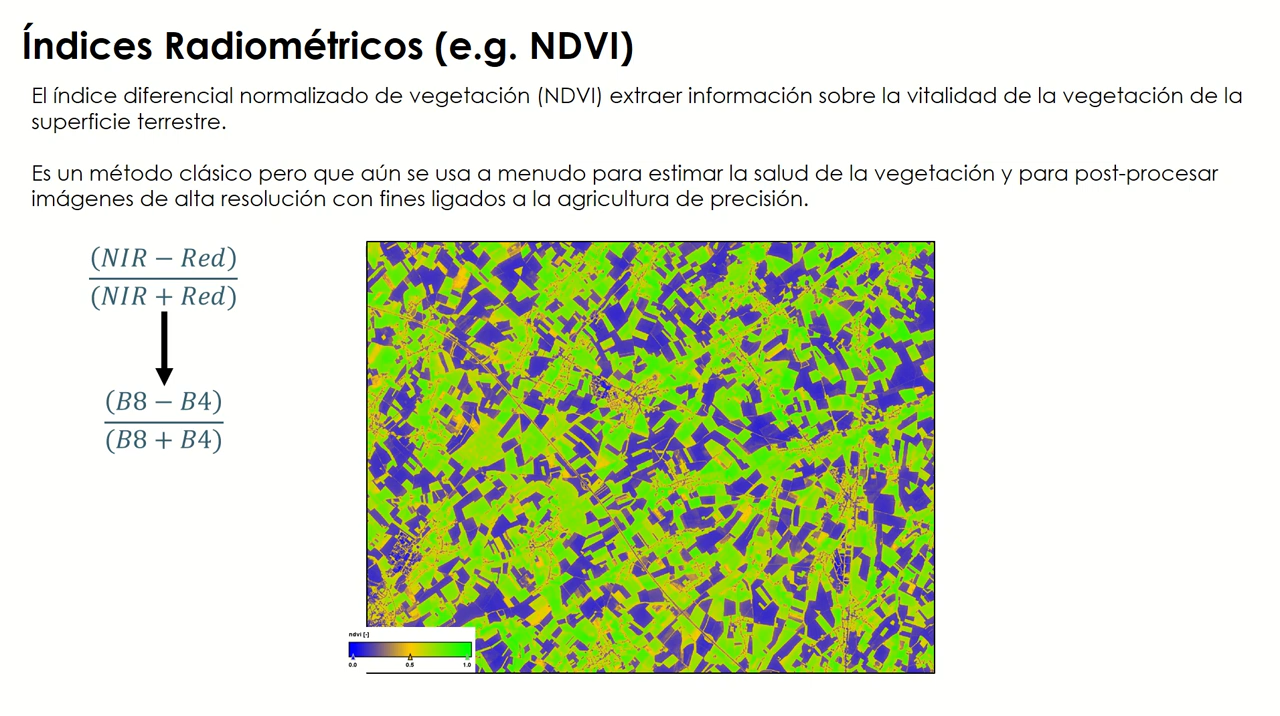 Índices Radiométricos (e.g. NDVI)
El índice diferencial normalizado de vegetación (NDVI) extraer información sobre la vitalidad de la vegetación de la
superficie terrestre.
Es un método clásico pero que aún se usa a menudo para estimar la salud de la vegetación y para post-procesar
imágenes de alta resolución con fines ligados a la agricultura de precisión.
(NIR − Red)
(NIR + Red)
(B8 − B4)
(B8 + B4)
ndvi [-]
0.0 0.5 1.0